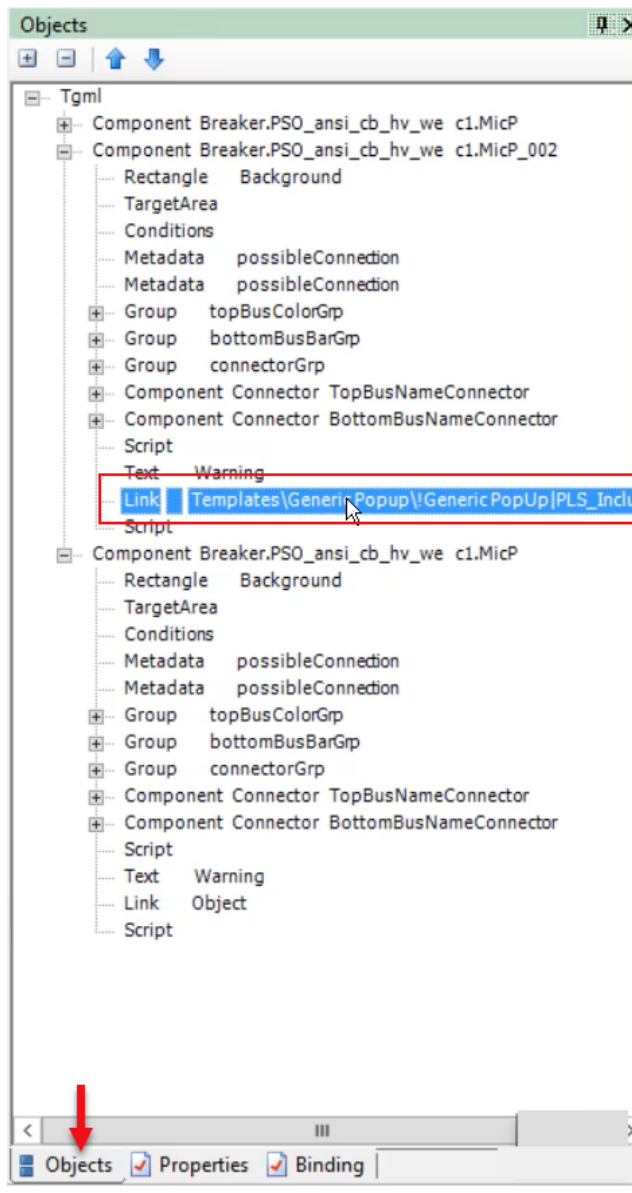 Objects
Tgml
Component Breaker.PSO_ansi_cb_hv_we c1.MicP
Component Breaker.PSO_ansi_cb_hv_we c1.MicP_002
Rectangle Background
TargetArea
Conditions
Metadata possibleConnection
Metadata possibleConnection
Group topBusColorGrp
Group bottomBusBarGrp
Group connectorGrp
Component Connector TopBusNameConnector
Component Connector BottomBusNameConnector
Script
Text Warning
Link Templates\GenericPopup\!GenericPopUp|PLS_Inclu
Script
Component Breaker.PSO_ansi_cb_hv_we c1.MicP
Rectangle Background
TargetArea
Conditions
Metadata possibleConnection
Metadata possibleConnection
Group topBusColorGrp
Group bottomBusBarGrp
Group connectorGrp
Component Connector TopBusNameConnector
Component Connector BottomBusNameConnector
Script
Text Warning
Link Object
Script
Objects Properties Binding